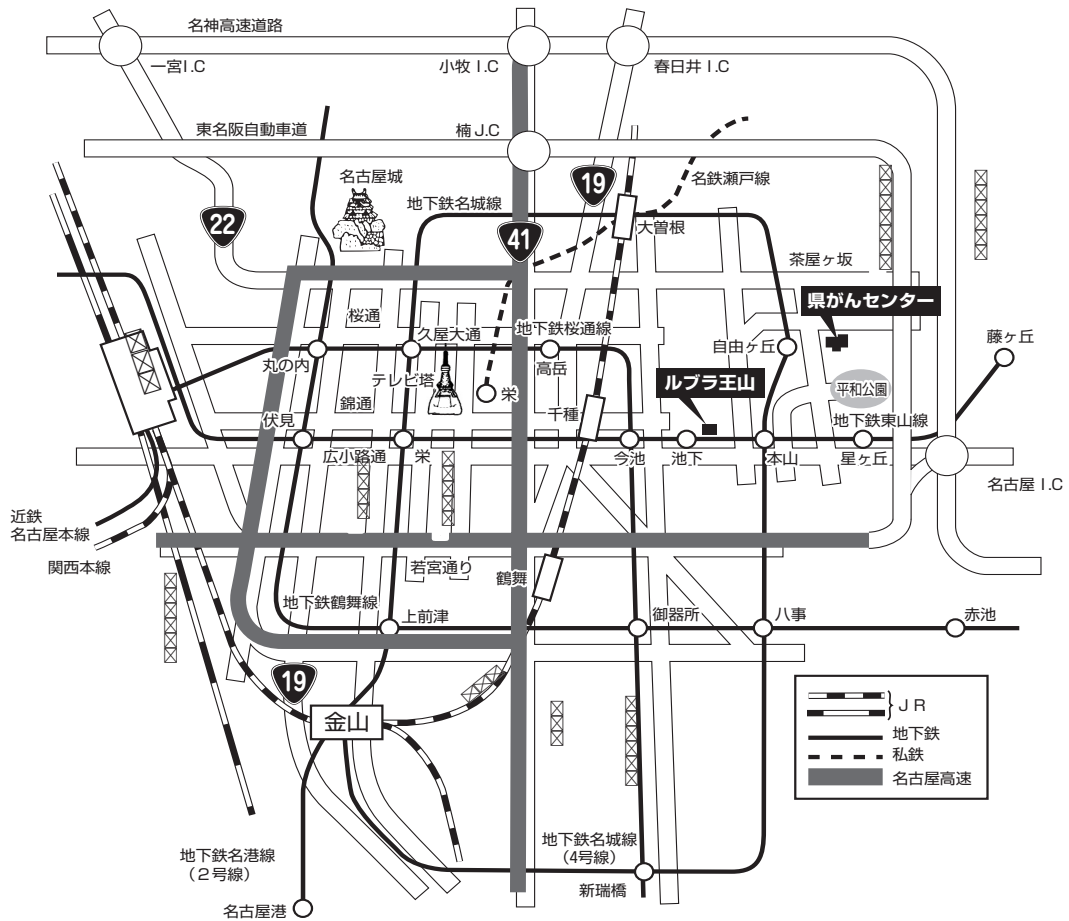 名神高速道路
一宮I.C
小牧 I.C
春日井 I.C
東名阪自動車道
楠 J.C
名古屋城
19
名鉄瀬戸線
地下鉄名城線
22
41
大曽根
茶屋ヶ坂
県がんセンター
桜通
久屋大通
地下鉄桜通線
自由ヶ丘
藤ヶ丘
丸の内
高岳
テレビ塔
栄
ルブラ王山
平和公園
錦通
千種
伏見
地下鉄東山線
広小路通
栄
今池
池下
本山
星ヶ丘
名古屋 I.C
近鉄
名古屋本線
関西本線
若宮通り
鶴舞
地下鉄鶴舞線
上前津
御器所
八事
赤池
19
金山
JR
地下鉄
私鉄
名古屋高速
地下鉄名港線
(2号線)
地下鉄名城線
(4号線)
新瑞橋
名古屋港